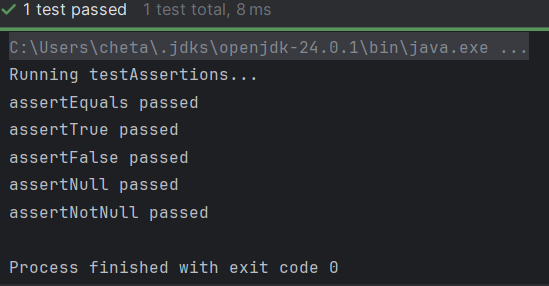 1 test passed 1 test total, 8 ms
C:\Users\cheta\.jdks\openjdk-24.0.1\bin\java.exe ...
Running testAssertions...
assertEquals passed
assertTrue passed
assertFalse passed
assertNull passed
assertNotNull passed
Process finished with exit code 0